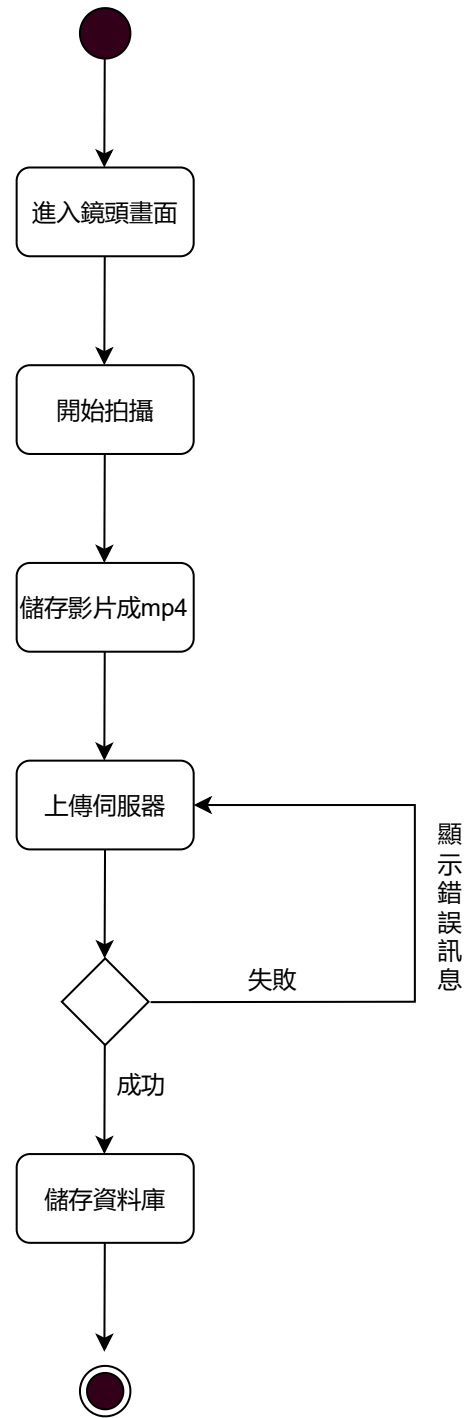 進入鏡頭畫面
開始拍攝
儲存影片成mp4
上傳伺服器
顯示錯誤訊息
失敗
成功
儲存資料庫